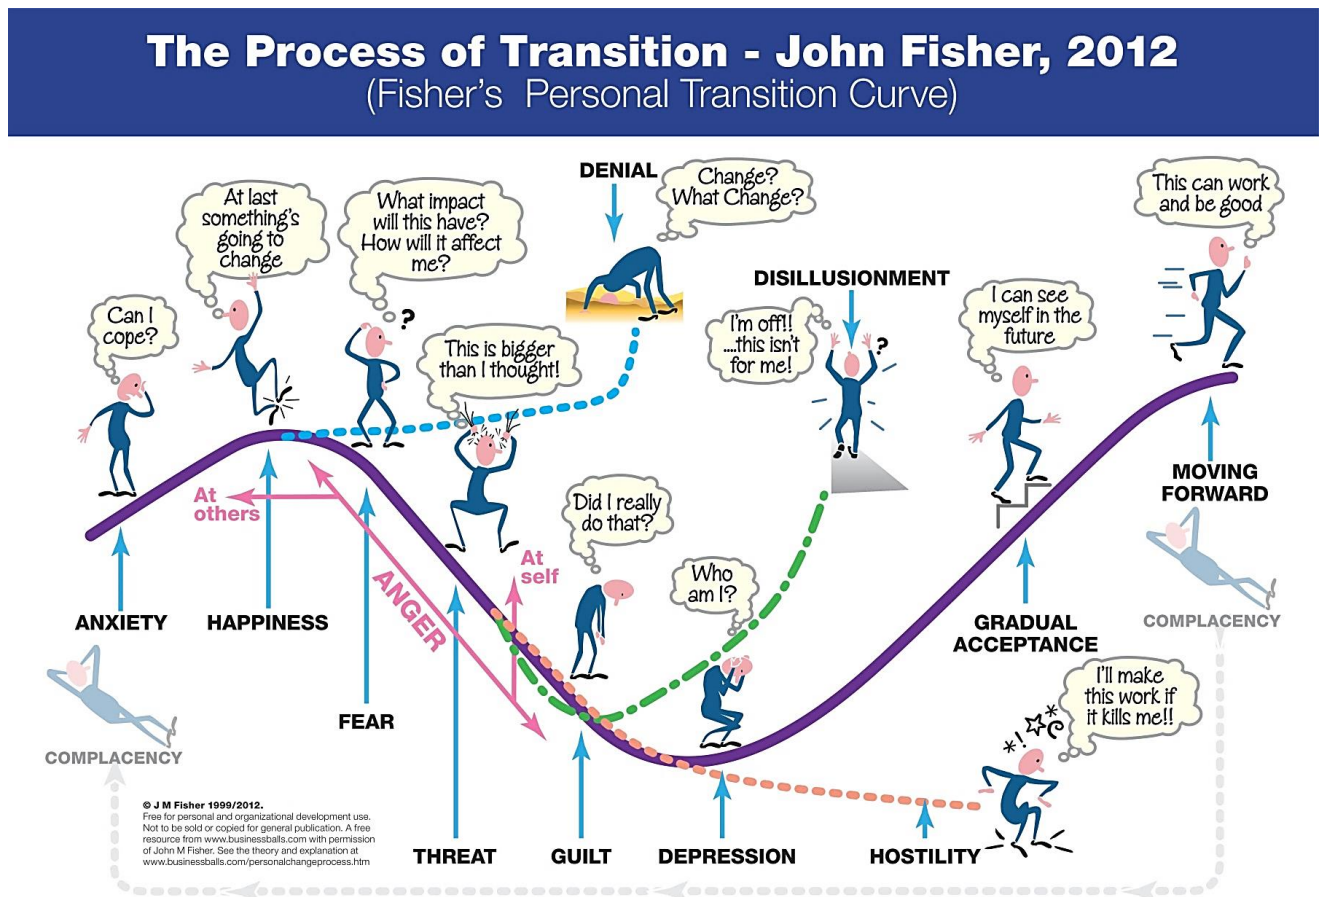 The Process of Transition - John Fisher, 2012
(Fisher's Personal Transition Curve)
DENIAL
Change?
What Change?
This can work
and be good
At last
something's
going to
change
What impact
will this have?
How will it affect
me?
?
DISILLUSIONMENT
I can see
myself in the
future
Can I
cope?
I'm off!!
....this isn't
for me!
?
This is bigger
than I thought!
MOVING
FORWARD
At
others
Did I really
do that?
ANGER
At
self
Who
am I?
ANXIETY
HAPPINESS
GRADUAL
ACCEPTANCE
COMPLACENCY
FEAR
I'll make
this work if
it kills me!!
*!☆*
COMPLACENCY
© J M Fisher 1999/2012.
Free for personal and organizational development use.
Not to be sold or copied for general publication. A free
resource from www.businessballs.com with permission
of John M Fisher. See the theory and explanation at
www.businessballs.com/personalchangeprocess.htm
THREAT
GUILT
DEPRESSION
HOSTILITY